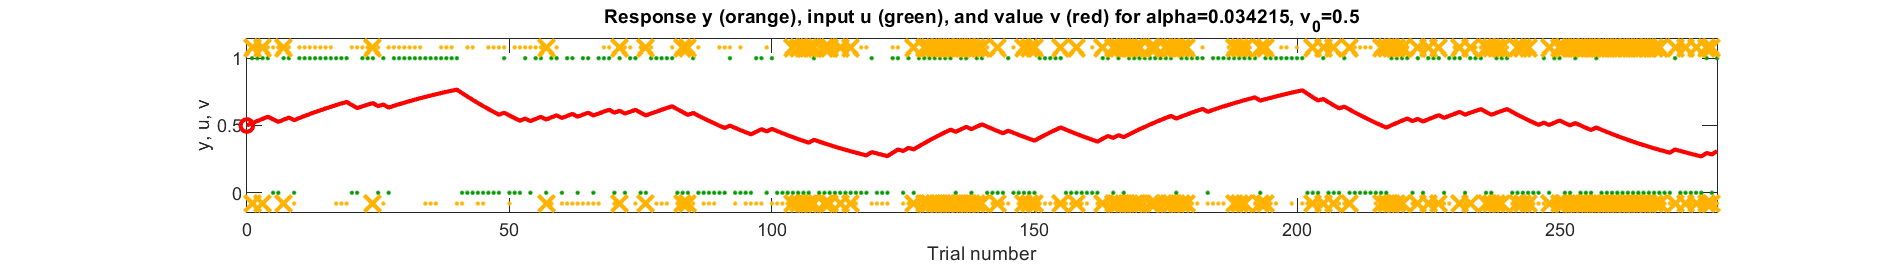 Response y (orange), input u (green), and value v (red) for alpha=0.034215, v0=0.5
y, u, v
1
0.5
0
0 50 100 150 200 250
Trial number